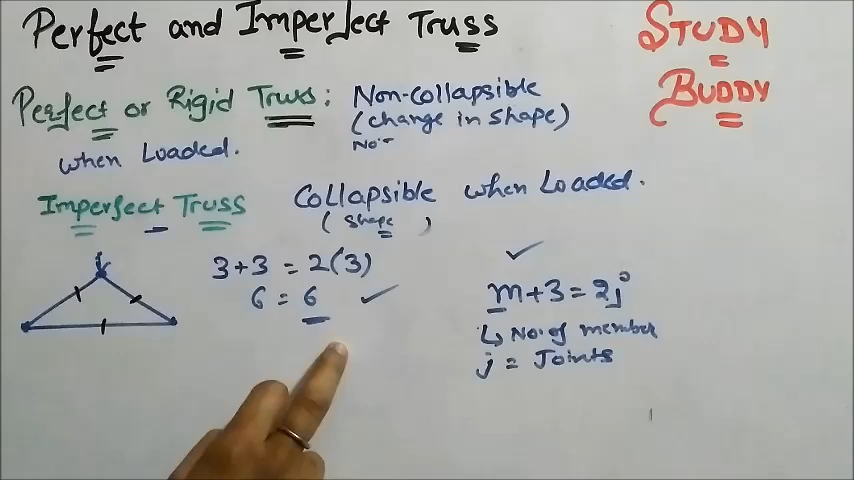 Perfect and Imperfect Truss
STUDY
BUDDY
Perfect or Rigid Truss: Non-collapsible
(change in shape)
Not
when Loaded.
Imperfect Truss Collapsible when Loaded.
(shape)
3+3 = 2(3)
6 = 6
m+3=2j
↳ No. of member
j = Joints